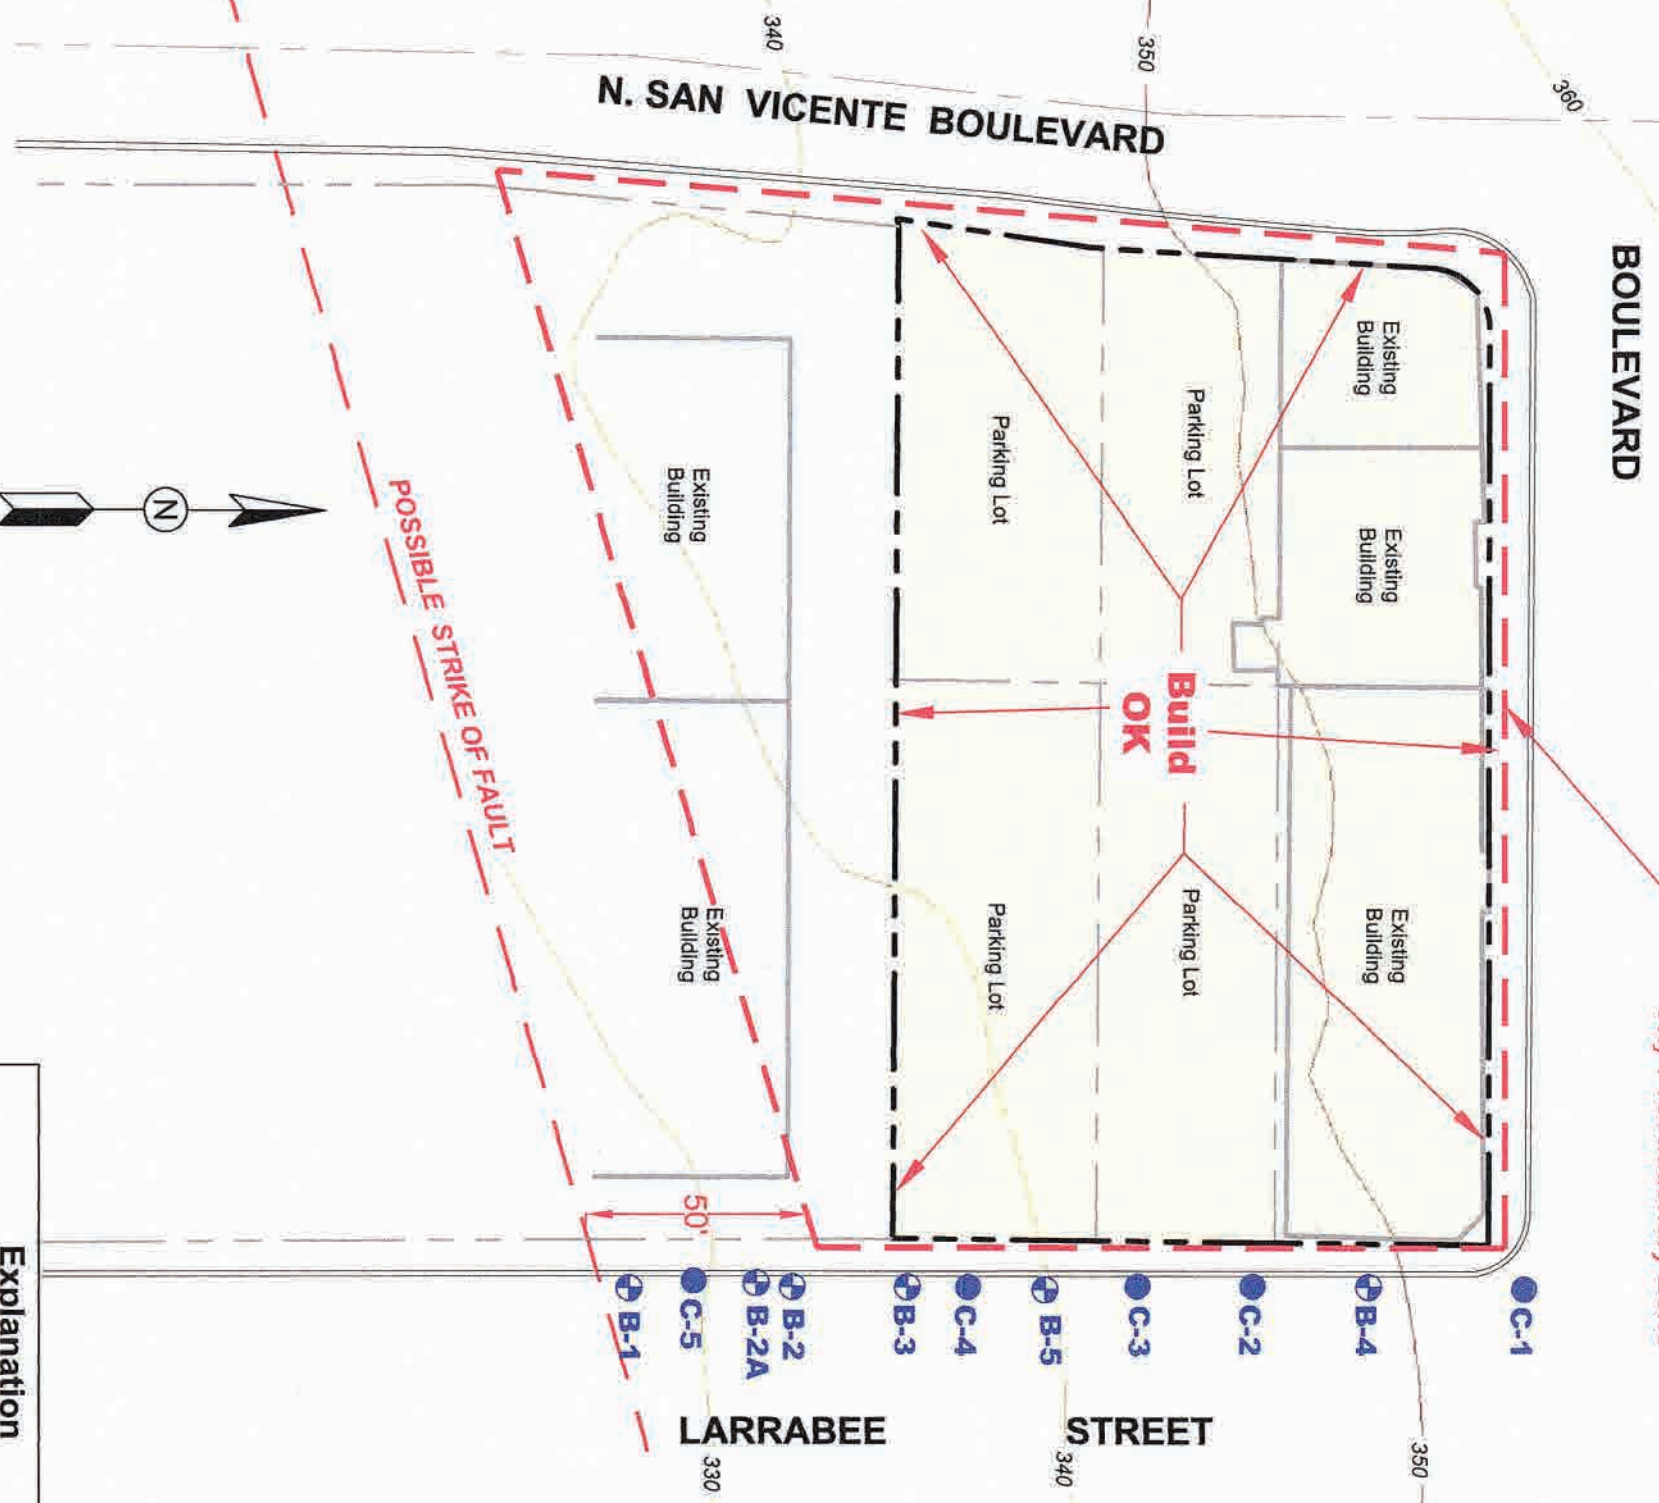 340
350
360
N. SAN VICENTE BOULEVARD
BOULEVARD
Existing
Building
Existing
Building
Existing
Building
Parking Lot
Parking Lot
Parking Lot
Parking Lot
Build
OK
Existing
Building
Existing
Building
N
POSSIBLE STRIKE OF FAULT
50'
B-1
C-5
B-2A
B-2
B-3
C-4
B-5
C-3
C-2
B-4
C-1
LARRABEE STREET
330
340
350
Explanation